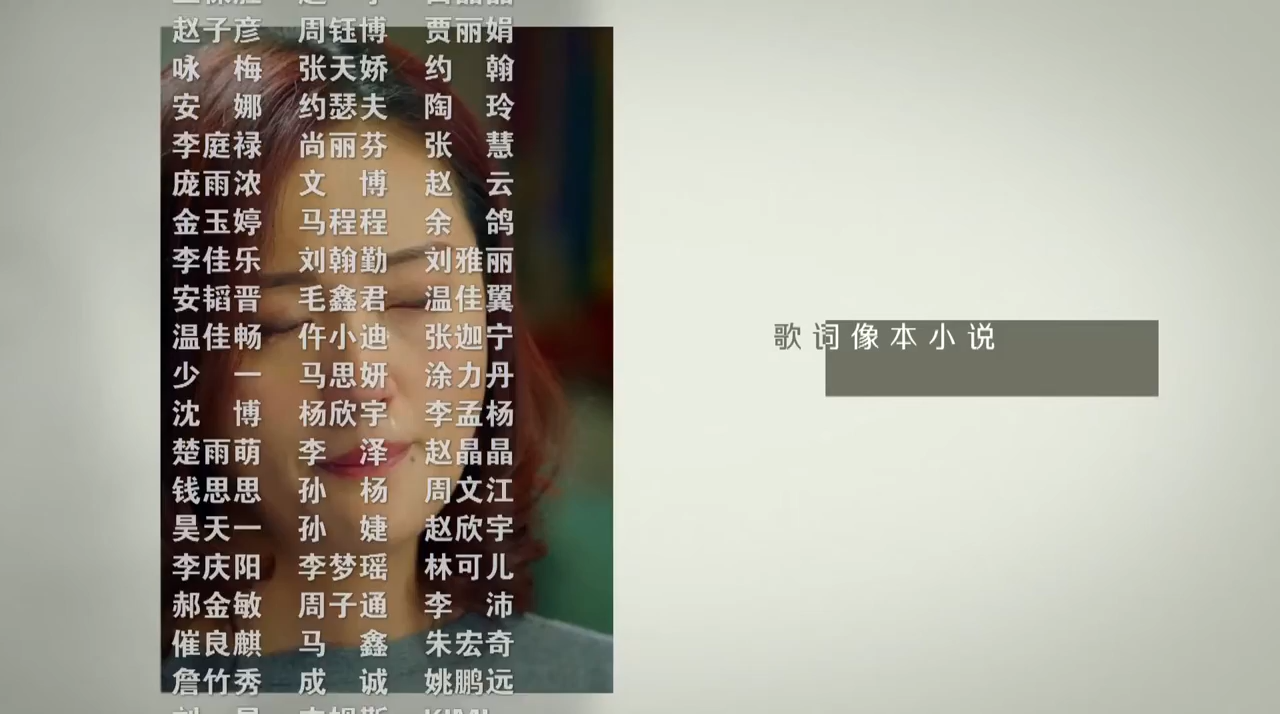 赵子彦 周钰博 贾丽娟
咏 梅 张天娇 约 翰
安 娜 约瑟夫 陶 玲
李庭禄 尚丽芬 张 慧
庞雨浓 文 博 赵 云
金玉婷 马程程 余 鸽
李佳乐 刘翰勤 刘雅丽
安韬晋 毛鑫君 温佳翼
温佳畅 仵小迪 张迦宁
少 一 马思妍 涂力丹
沈 博 杨欣宇 李孟杨
楚雨萌 李 泽 赵晶晶
钱思思 孙 杨 周文江
昊天一 孙 婕 赵欣宇
李庆阳 李梦瑶 林可儿
郝金敏 周子通 李 沛
催良麒 马 鑫 朱宏奇
詹竹秀 成 诚 姚鹏远
歌词像本小说